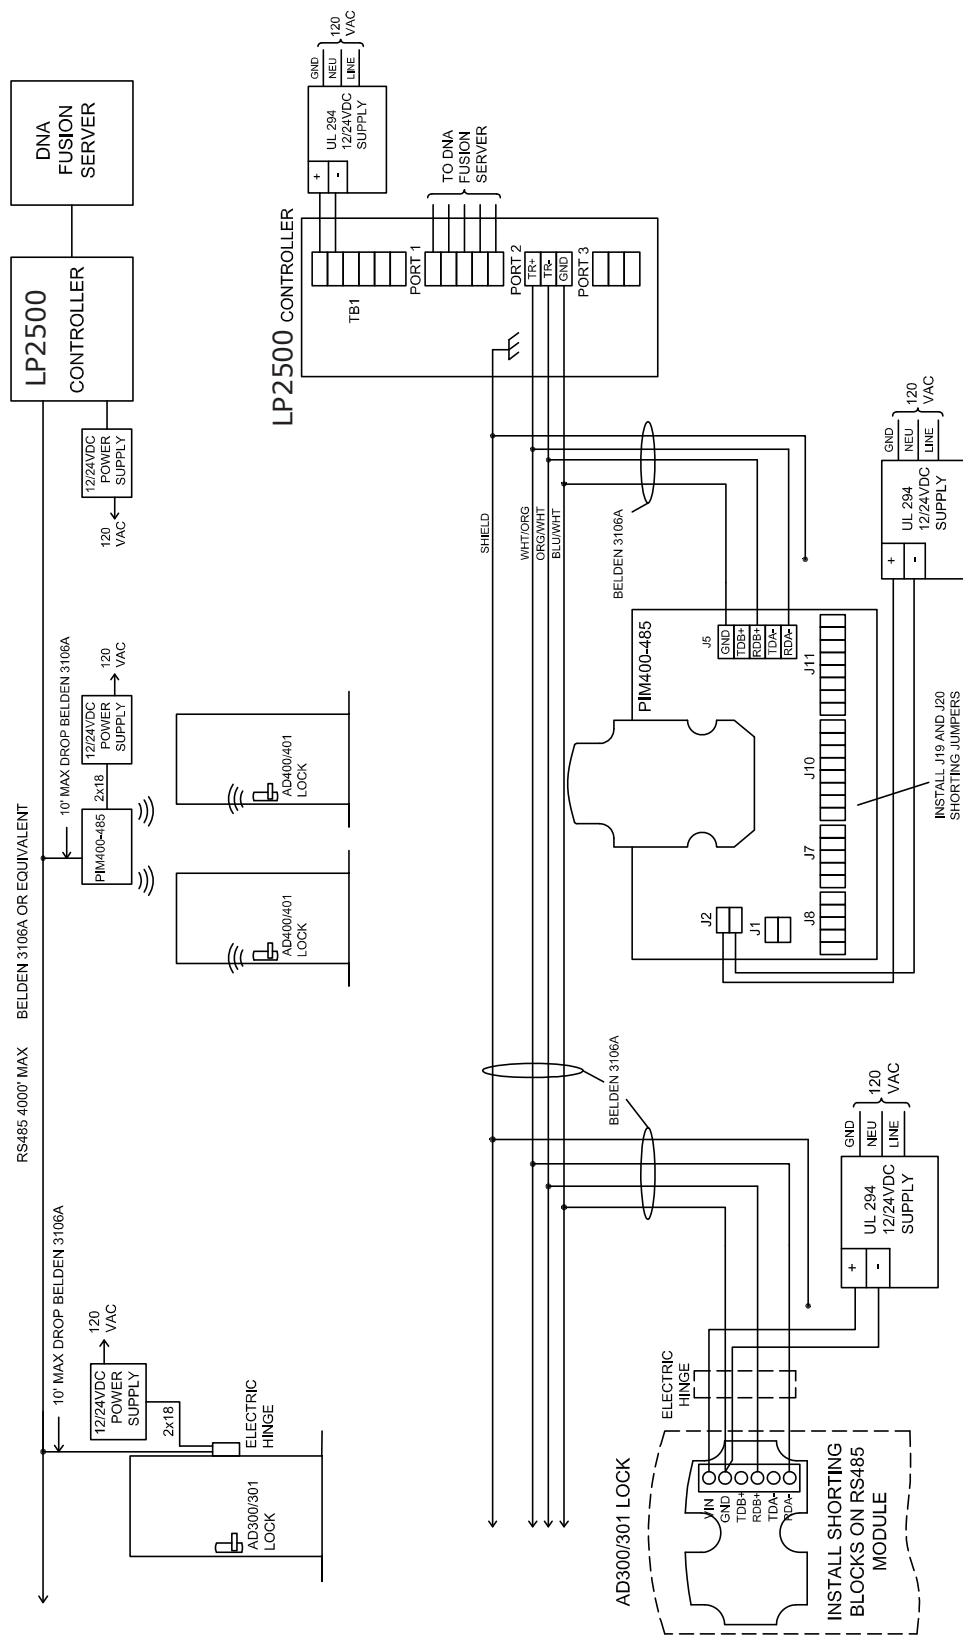 DNA
FUSION
SERVER
LP2500
CONTROLLER
12/24VDC
POWER
SUPPLY
120
VAC
RS485 4000' MAX
BELDEN 3106A OR EQUIVALENT
10' MAX DROP BELDEN 3106A
PIM400-485
2x18
12/24VDC
POWER
SUPPLY
120
VAC
AD400/401
LOCK
AD400/401
LOCK
10' MAX DROP BELDEN 3106A
12/24VDC
POWER
SUPPLY
120
VAC
2x18
ELECTRIC
HINGE
AD300/301
LOCK
LP2500 CONTROLLER
120
VAC
GND
NEU
LINE
UL 294
12/24VDC
SUPPLY
+
-
TB1
PORT 1
TO DNA
FUSION
SERVER
PORT 2
TR+
TR-
GND
PORT 3
SHIELD
WHT/ORG
ORG/WHT
BLU/WHT
BELDEN 3106A
PIM400-485
J5
GND
TDB+
RDB+
TDA-
RDA-
J11
J10
J7
J8
J2
J1
INSTALL J19 AND J20
SHORTING JUMPERS
120
VAC
GND
NEU
LINE
UL 294
12/24VDC
SUPPLY
+
-
BELDEN 3106A
120
VAC
GND
NEU
LINE
UL 294
12/24VDC
SUPPLY
+
-
ELECTRIC
HINGE
AD300/301 LOCK
VIN
GND
TDB+
RDB+
TDA-
RDA-
INSTALL SHORTING
BLOCKS ON RS485
MODULE